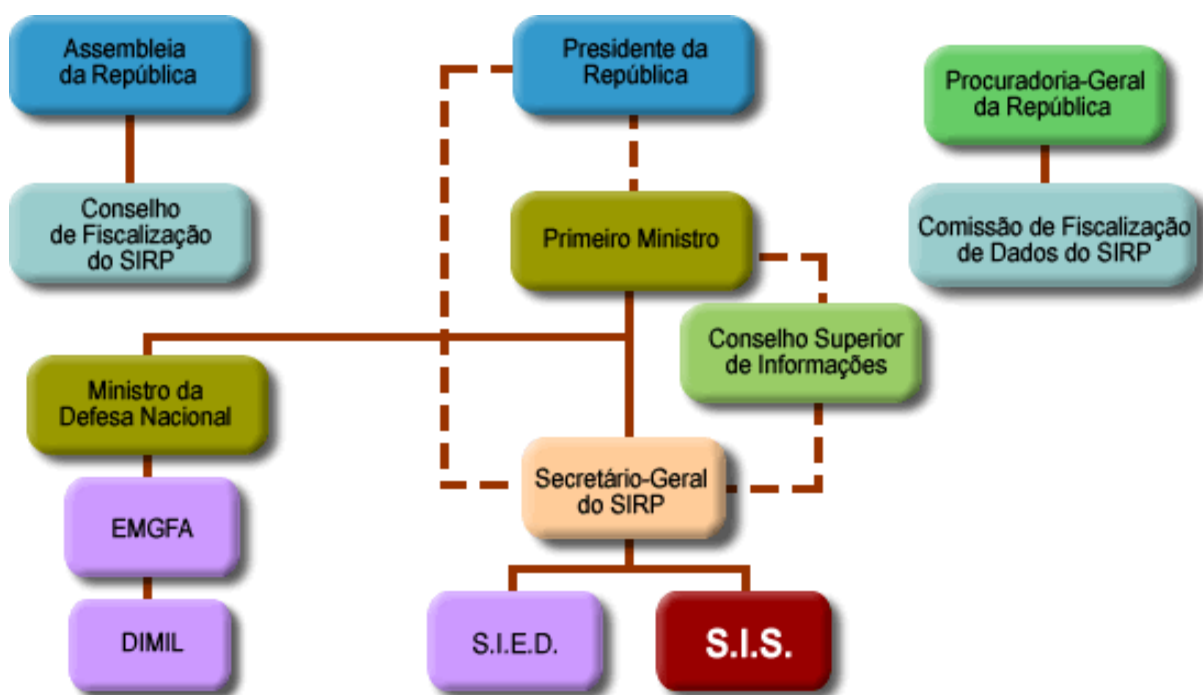 Assembleia
da República
Presidente da
República
Procuradoria-Geral
da República
Conselho
de Fiscalização
do SIRP
Primeiro Ministro
Comissão de Fiscalização
de Dados do SIRP
Conselho Superior
de Informações
Ministro da
Defesa Nacional
Secretário-Geral
do SIRP
EMGFA
DIMIL
S.I.E.D.
S.I.S.